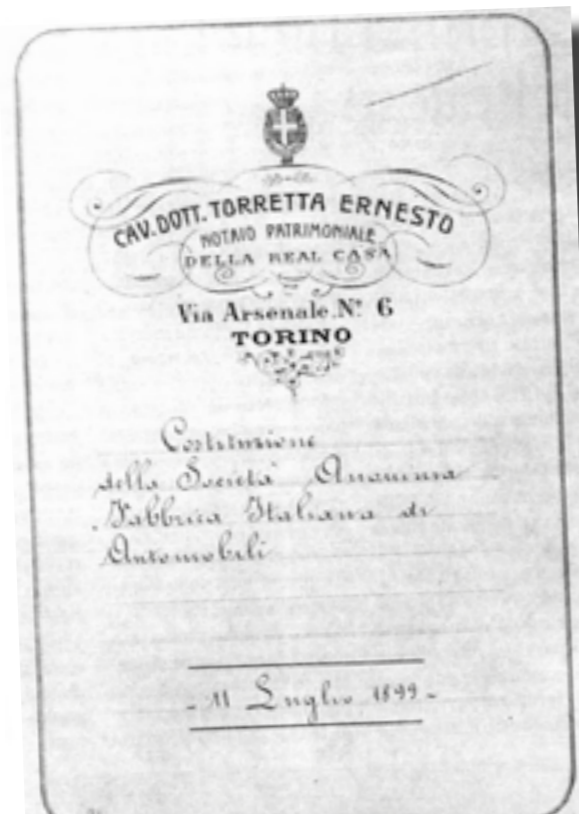 CAV. DOTT. TORRETTA ERNESTO
NOTAIO PATRIMONIALE
DELLA REAL CASA
Via Arsenale. Nº 6
TORINO
Costituzione
della Società Anonima
Fabbrica Italiana di
Automobili
- 11 Luglio 1899 -